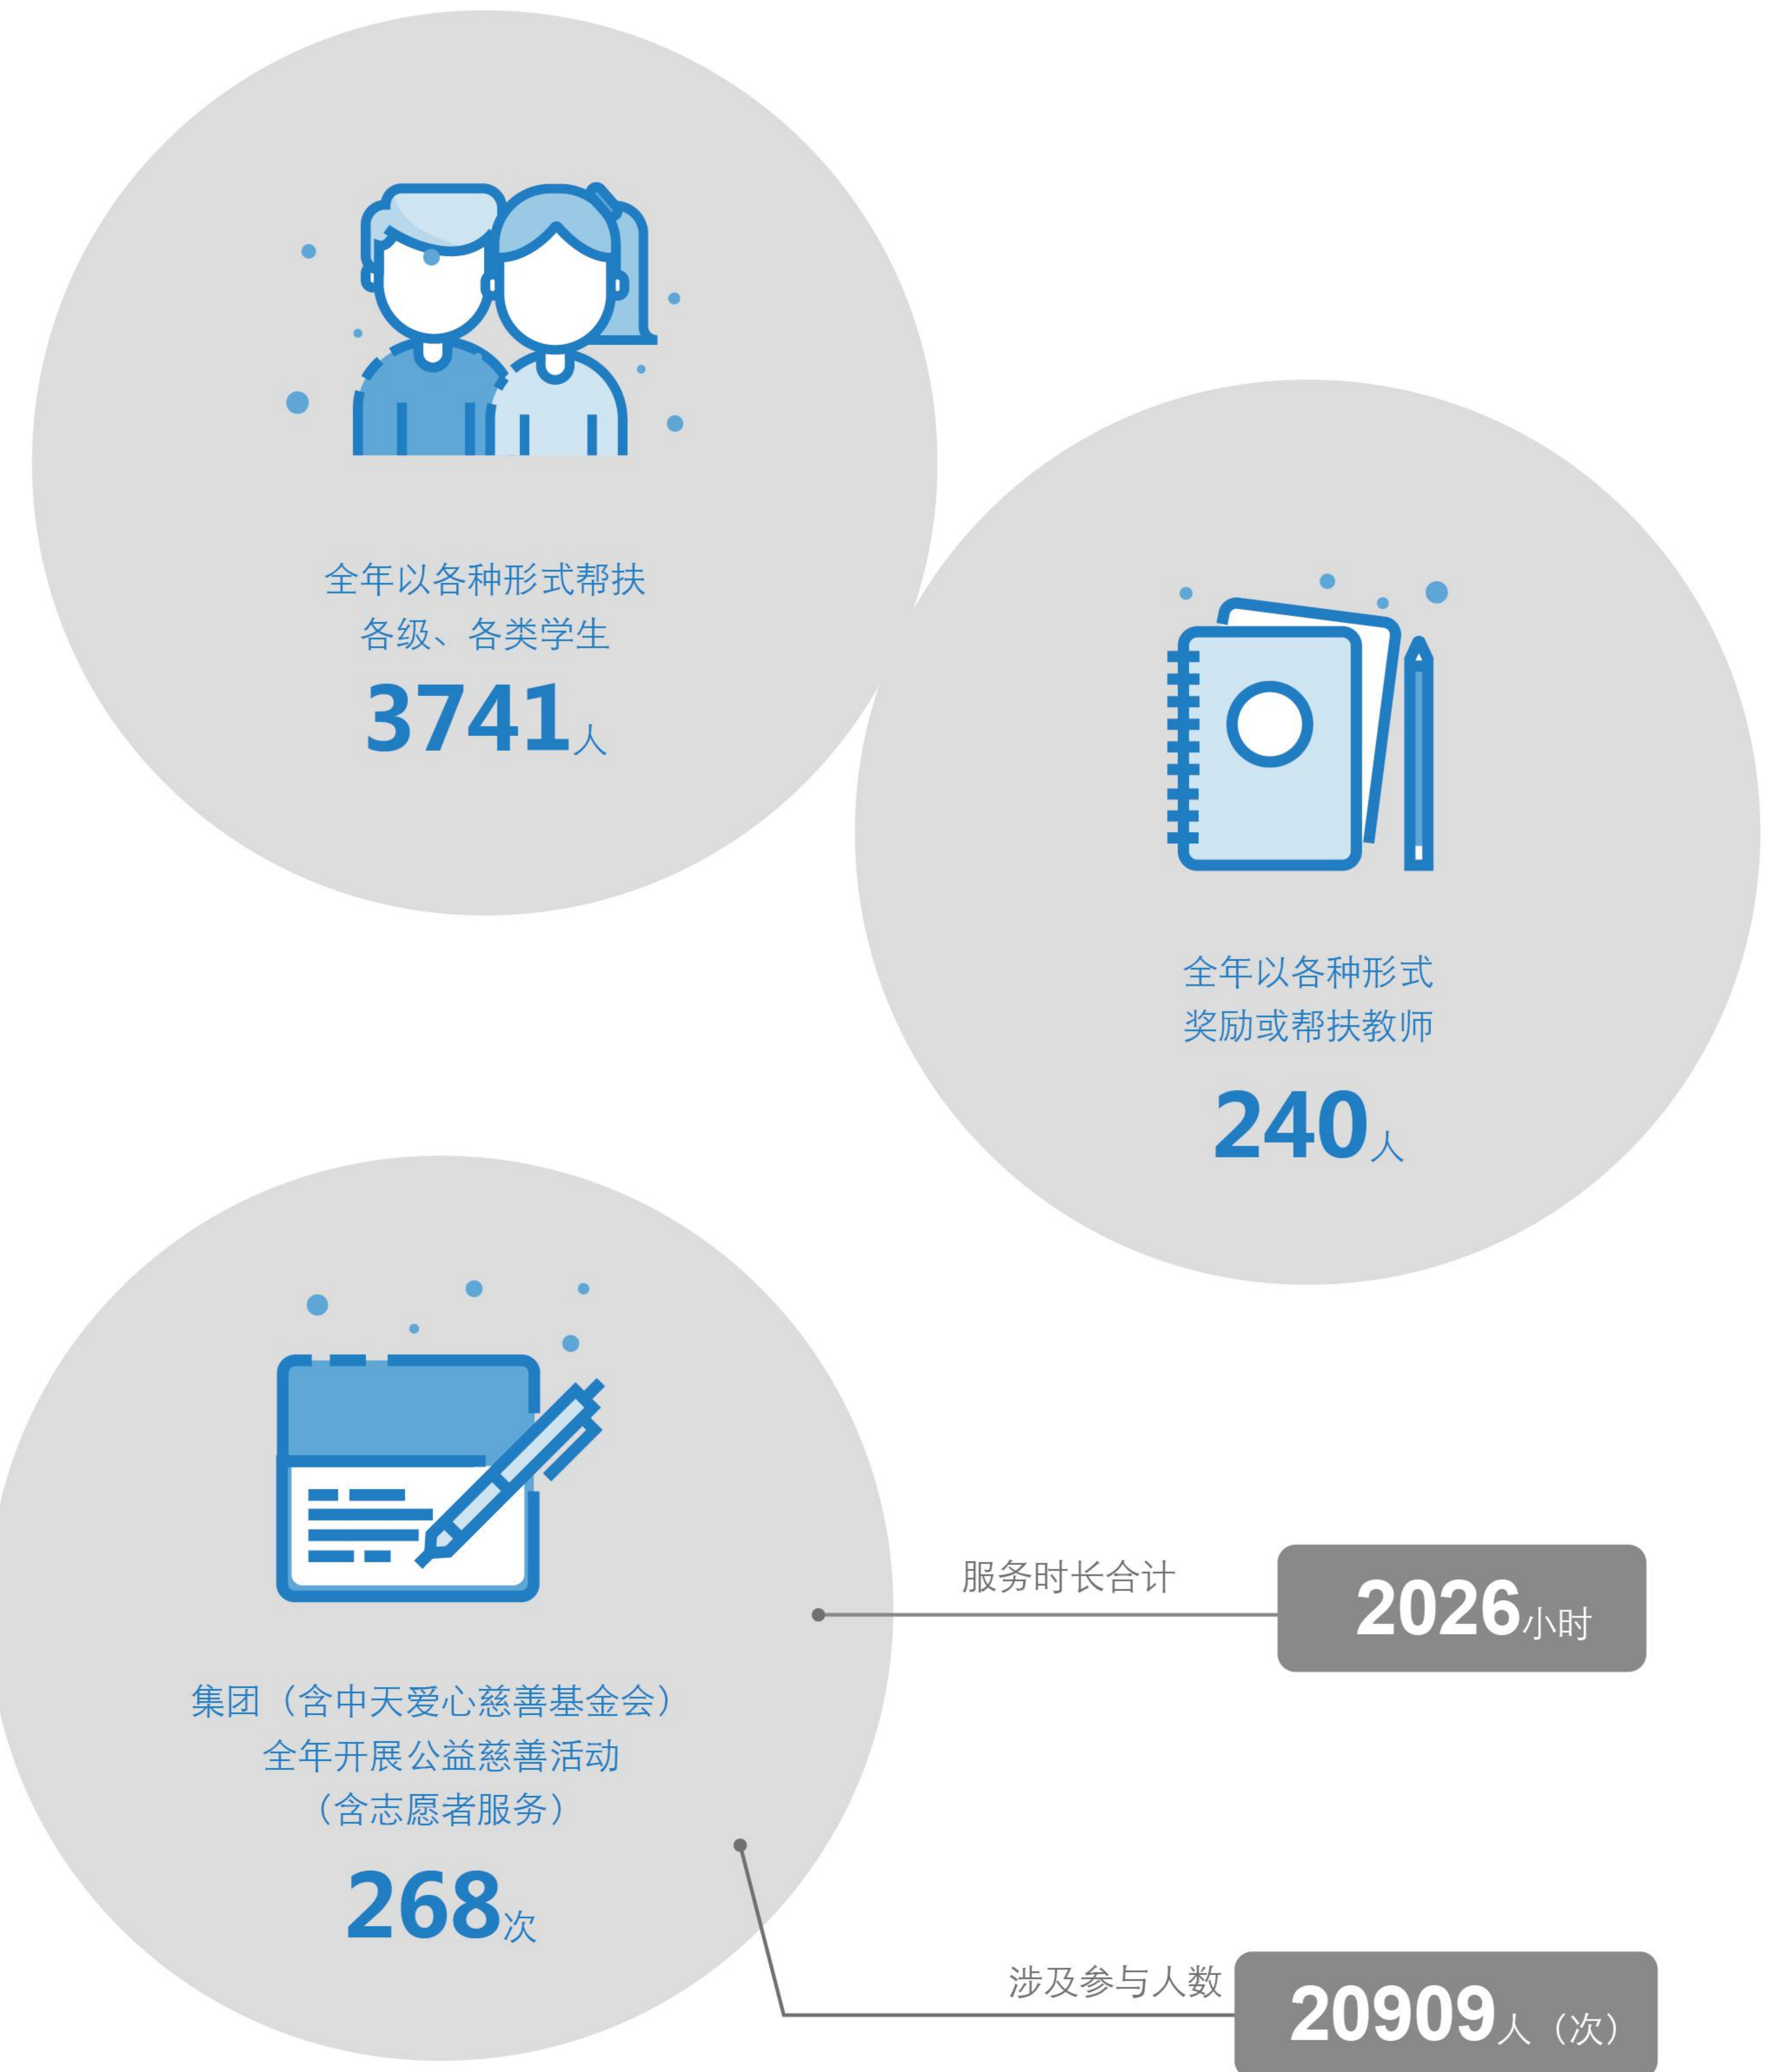 全年以各种形式帮扶
各级、各类学生
3741人
全年以各种形式
奖励或帮扶教师
240人
集团（含中天爱心慈善基金会）
全年开展公益慈善活动
（含志愿者服务）
268次
服务时长合计
2026小时
涉及参与人数
20909人（次）